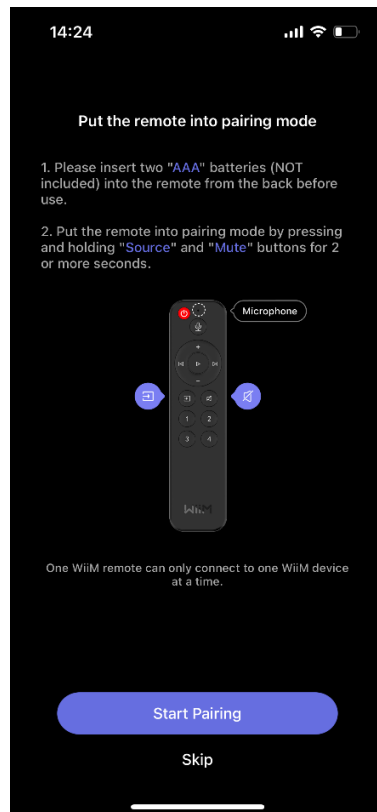 14:24
Put the remote into pairing mode
1. Please insert two "AAA" batteries (NOT
included) into the remote from the back before
use.
2. Put the remote into pairing mode by pressing
and holding "Source" and "Mute" buttons for 2
or more seconds.
Microphone
1 2
3 4
WiiM
One WiiM remote can only connect to one WiiM device
at a time.
Start Pairing
Skip